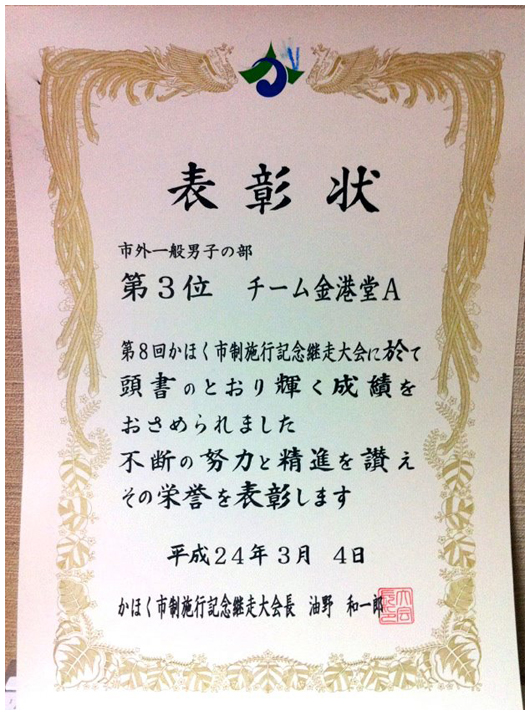 表彰状
市外一般男子の部
第3位 チーム金港堂A
第8回かほく市制施行記念継走大会に於て
頭書のとおり輝く成績を
おさめられました
不断の努力と精進を讃え
その栄誉を表彰します
平成24年3月 4日
かほく市制施行記念継走大会長 油野 和一郎